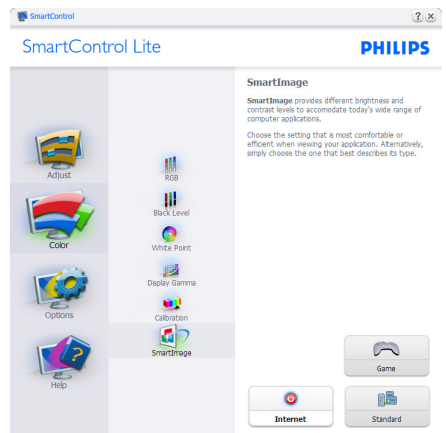 SmartControl
SmartControl Lite
PHILIPS
Adjust
Color
Options
Help
RGB
Black Level
White Point
Display Gamma
Calibration
SmartImage
SmartImage
SmartImage provides different brightness and
contrast levels to accomodate today's wide range of
computer applications.
Choose the setting that is most comfortable or
efficient when viewing your application. Alternatively,
simply choose the one that best describes its type.
Game
Internet
Standard